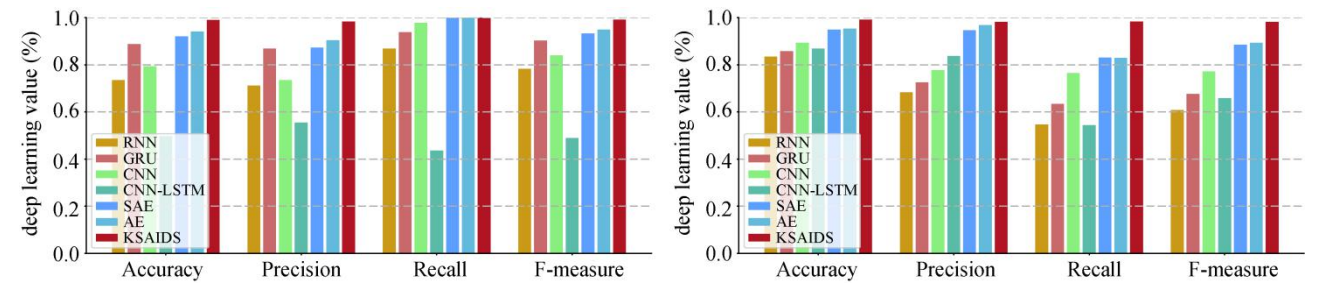 deep learning value (%)
1.0
0.8
0.6
0.4
0.2
0.0
RNN
GRU
CNN
CNN-LSTM
SAE
AE
KSAIDS
Accuracy Precision Recall F-measure
deep learning value (%)
1.0
0.8
0.6
0.4
0.2
0.0
RNN
GRU
CNN
CNN-LSTM
SAE
AE
KSAIDS
Accuracy Precision Recall F-measure